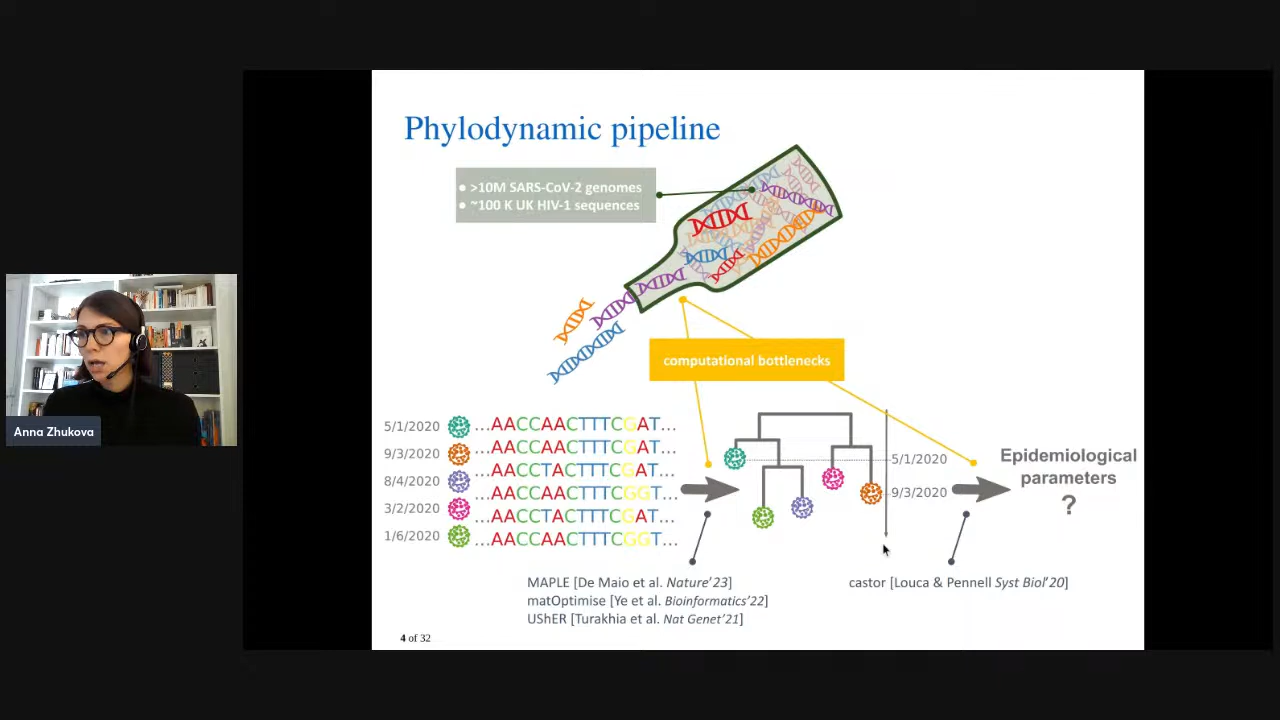 Phylodynamic pipeline
• >10M SARS-CoV-2 genomes
• ~100 K UK HIV-1 sequences
computational bottlenecks
5/1/2020
9/3/2020
8/4/2020
3/2/2020
1/6/2020
...AACCAACTTTCGAT...
...AACCAACTTTCGAT...
...AACCTACTTTCGAT...
...AACCAACTTTCGGT...
...AACCTACTTTCGAT...
...AACCAACTTTCGGT...
5/1/2020
9/3/2020
Epidemiological
parameters
?
MAPLE [De Maio et al. Nature'23]
matOptimise [Ye et al. Bioinformatics'22]
UShER [Turakhia et al. Nat Genet'21]
castor [Louca & Pennell Syst Biol'20]
4 of 32
Anna Zhukova